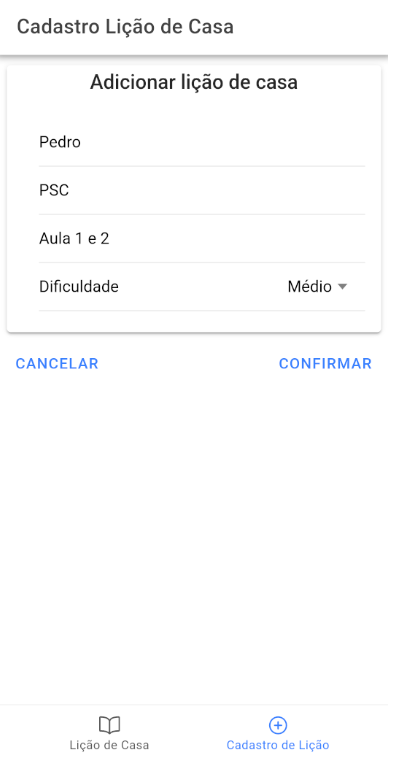 Cadastro Lição de Casa
Adicionar lição de casa
Pedro
PSC
Aula 1 e 2
Dificuldade Médio
CANCELAR CONFIRMAR
Lição de Casa Cadastro de Lição